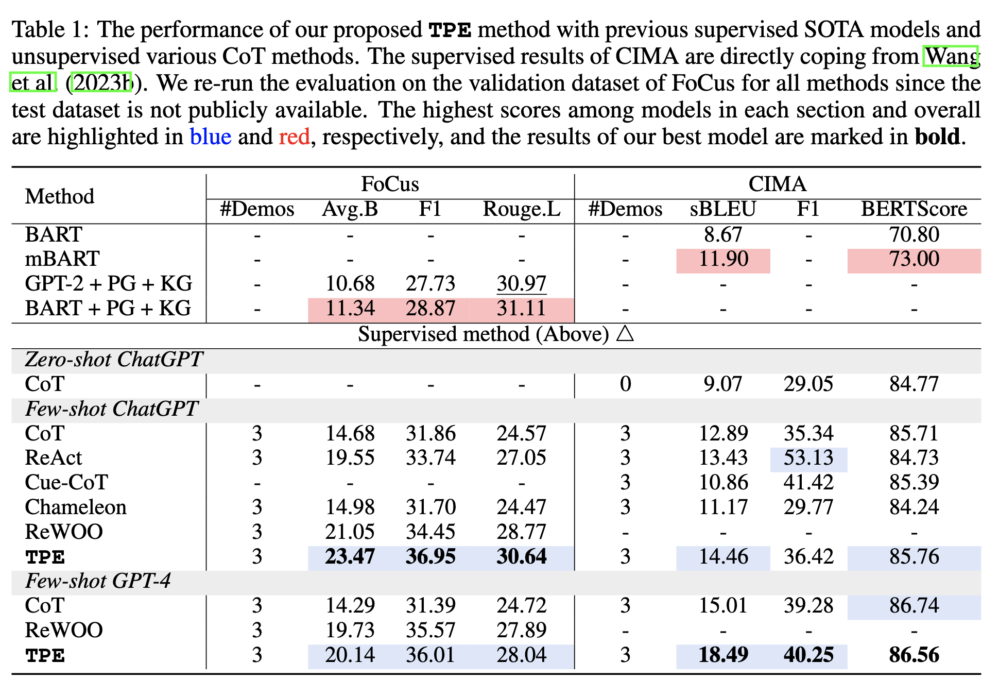 Table 1: The performance of our proposed TPE method with previous supervised SOTA models and
unsupervised various CoT methods. The supervised results of CIMA are directly coping from Wang
et al. (2023b). We re-run the evaluation on the validation dataset of FoCus for all methods since the
test dataset is not publicly available. The highest scores among models in each section and overall
are highlighted in blue and red, respectively, and the results of our best model are marked in bold.
Method FoCus CIMA
#Demos Avg.B F1 Rouge.L #Demos sBLEU F1 BERTScore
BART - - - - - 8.67 - 70.80
mBART - - - - - 11.90 - 73.00
GPT-2 + PG + KG - 10.68 27.73 30.97 - - - -
BART + PG + KG - 11.34 28.87 31.11 - - - -
Supervised method (Above) △
Zero-shot ChatGPT
CoT - - - - 0 9.07 29.05 84.77
Few-shot ChatGPT
CoT 3 14.68 31.86 24.57 3 12.89 35.34 85.71
ReAct 3 19.55 33.74 27.05 3 13.43 53.13 84.73
Cue-CoT - - - - 3 10.86 41.42 85.39
Chameleon 3 14.98 31.70 24.47 3 11.17 29.77 84.24
ReWOO 3 21.05 34.45 28.77 - - - -
TPE 3 23.47 36.95 30.64 3 14.46 36.42 85.76
Few-shot GPT-4
CoT 3 14.29 31.39 24.72 3 15.01 39.28 86.74
ReWOO 3 19.73 35.57 27.89 - - - -
TPE 3 20.14 36.01 28.04 3 18.49 40.25 86.56